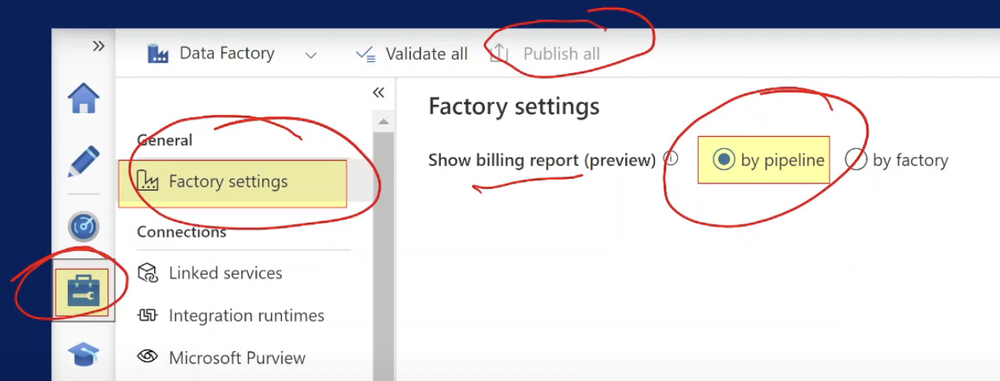 Data Factory Validate all Publish all
Factory settings
General
Show billing report (preview) by pipeline by factory
Factory settings
Connections
Linked services
Integration runtimes
Microsoft Purview